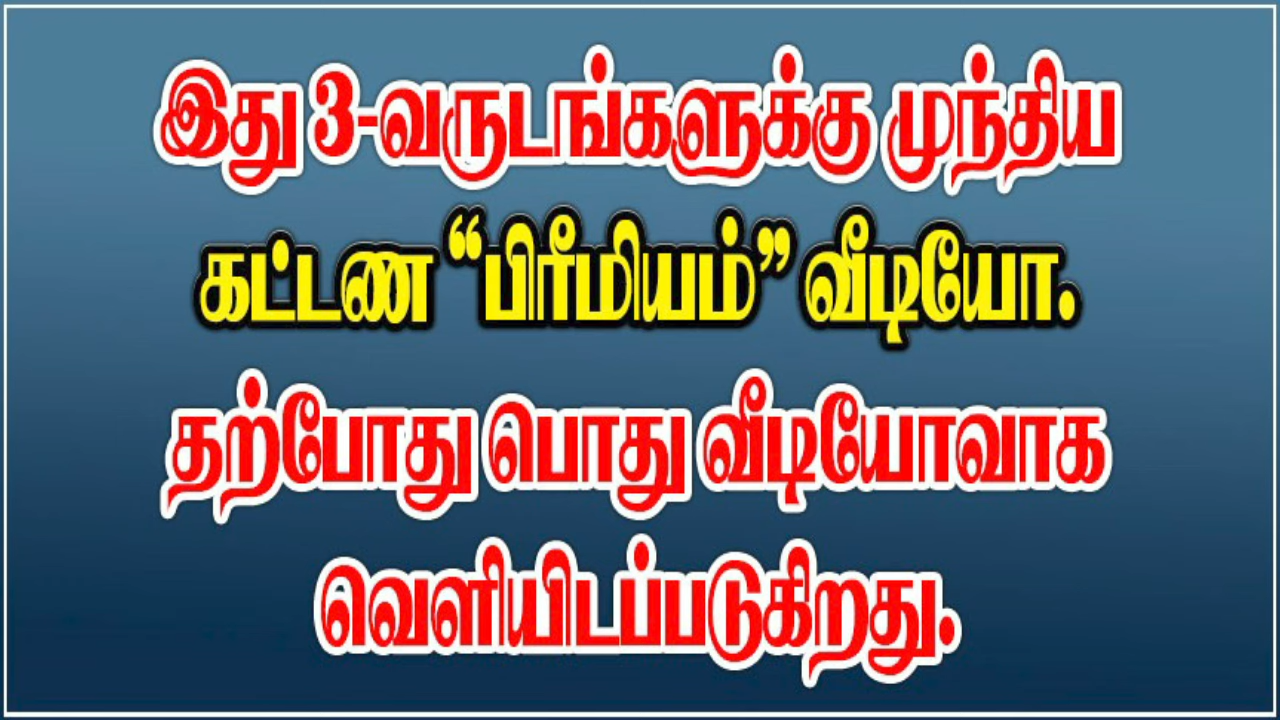 இது 3-வருடங்களுக்கு முந்திய
கட்டண “பிரீமியம்” வீடியோ.
தற்போது பொது வீடியோவாக
வெளியிடப்படுகிறது.